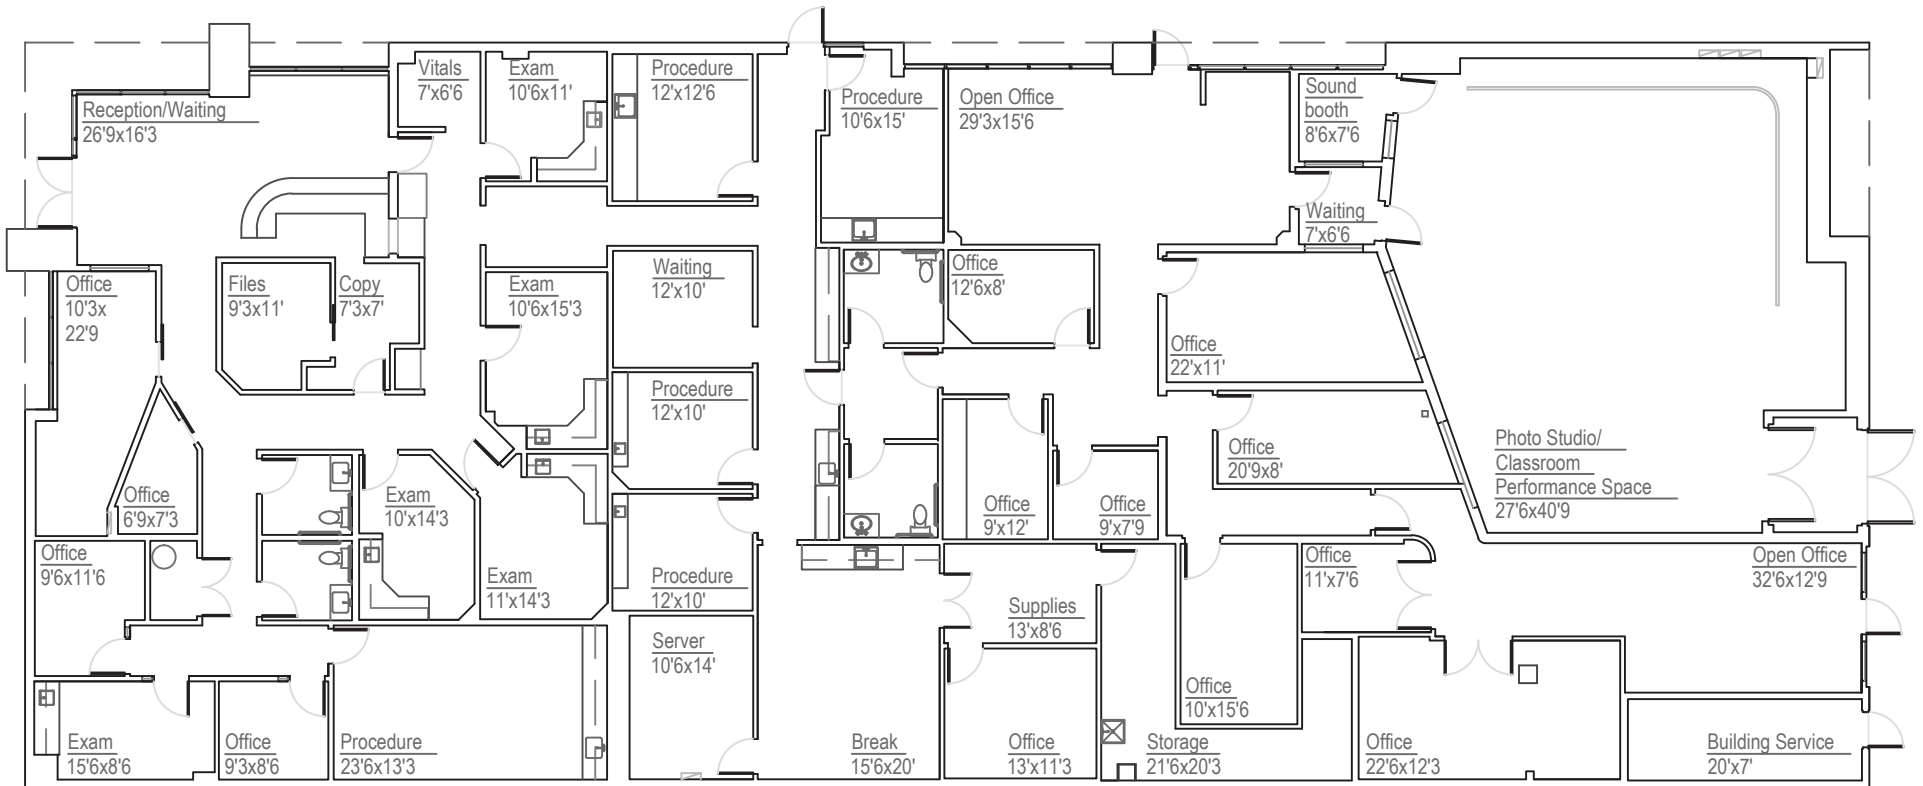 Vitals
7'x6'6
Exam
10'6x11'
Procedure
12'x12'6
Procedure
10'6x15'
Open Office
29'3x15'6
Sound
booth
8'6x7'6
Reception/Waiting
26'9x16'3
Waiting
7'x6'6
Office
10'3x
22'9
Files
9'3x11'
Copy
7'3x7'
Exam
10'6x15'3
Waiting
12'x10'
Office
12'6x8'
Office
22'x11'
Procedure
12'x10'
Office
20'9x8'
Photo Studio/
Classroom
Performance Space
27'6x40'9
Office
6'9x7'3
Exam
10'x14'3
Office
9'x12'
Office
9'x7'9
Office
9'6x11'6
Exam
11'x14'3
Procedure
12'x10'
Supplies
13'x8'6
Office
11'x7'6
Open Office
32'6x12'9
Server
10'6x14'
Office
10'x15'6
Exam
15'6x8'6
Office
9'3x8'6
Procedure
23'6x13'3
Break
15'6x20'
Office
13'x11'3
Storage
21'6x20'3
Office
22'6x12'3
Building Service
20'x7'